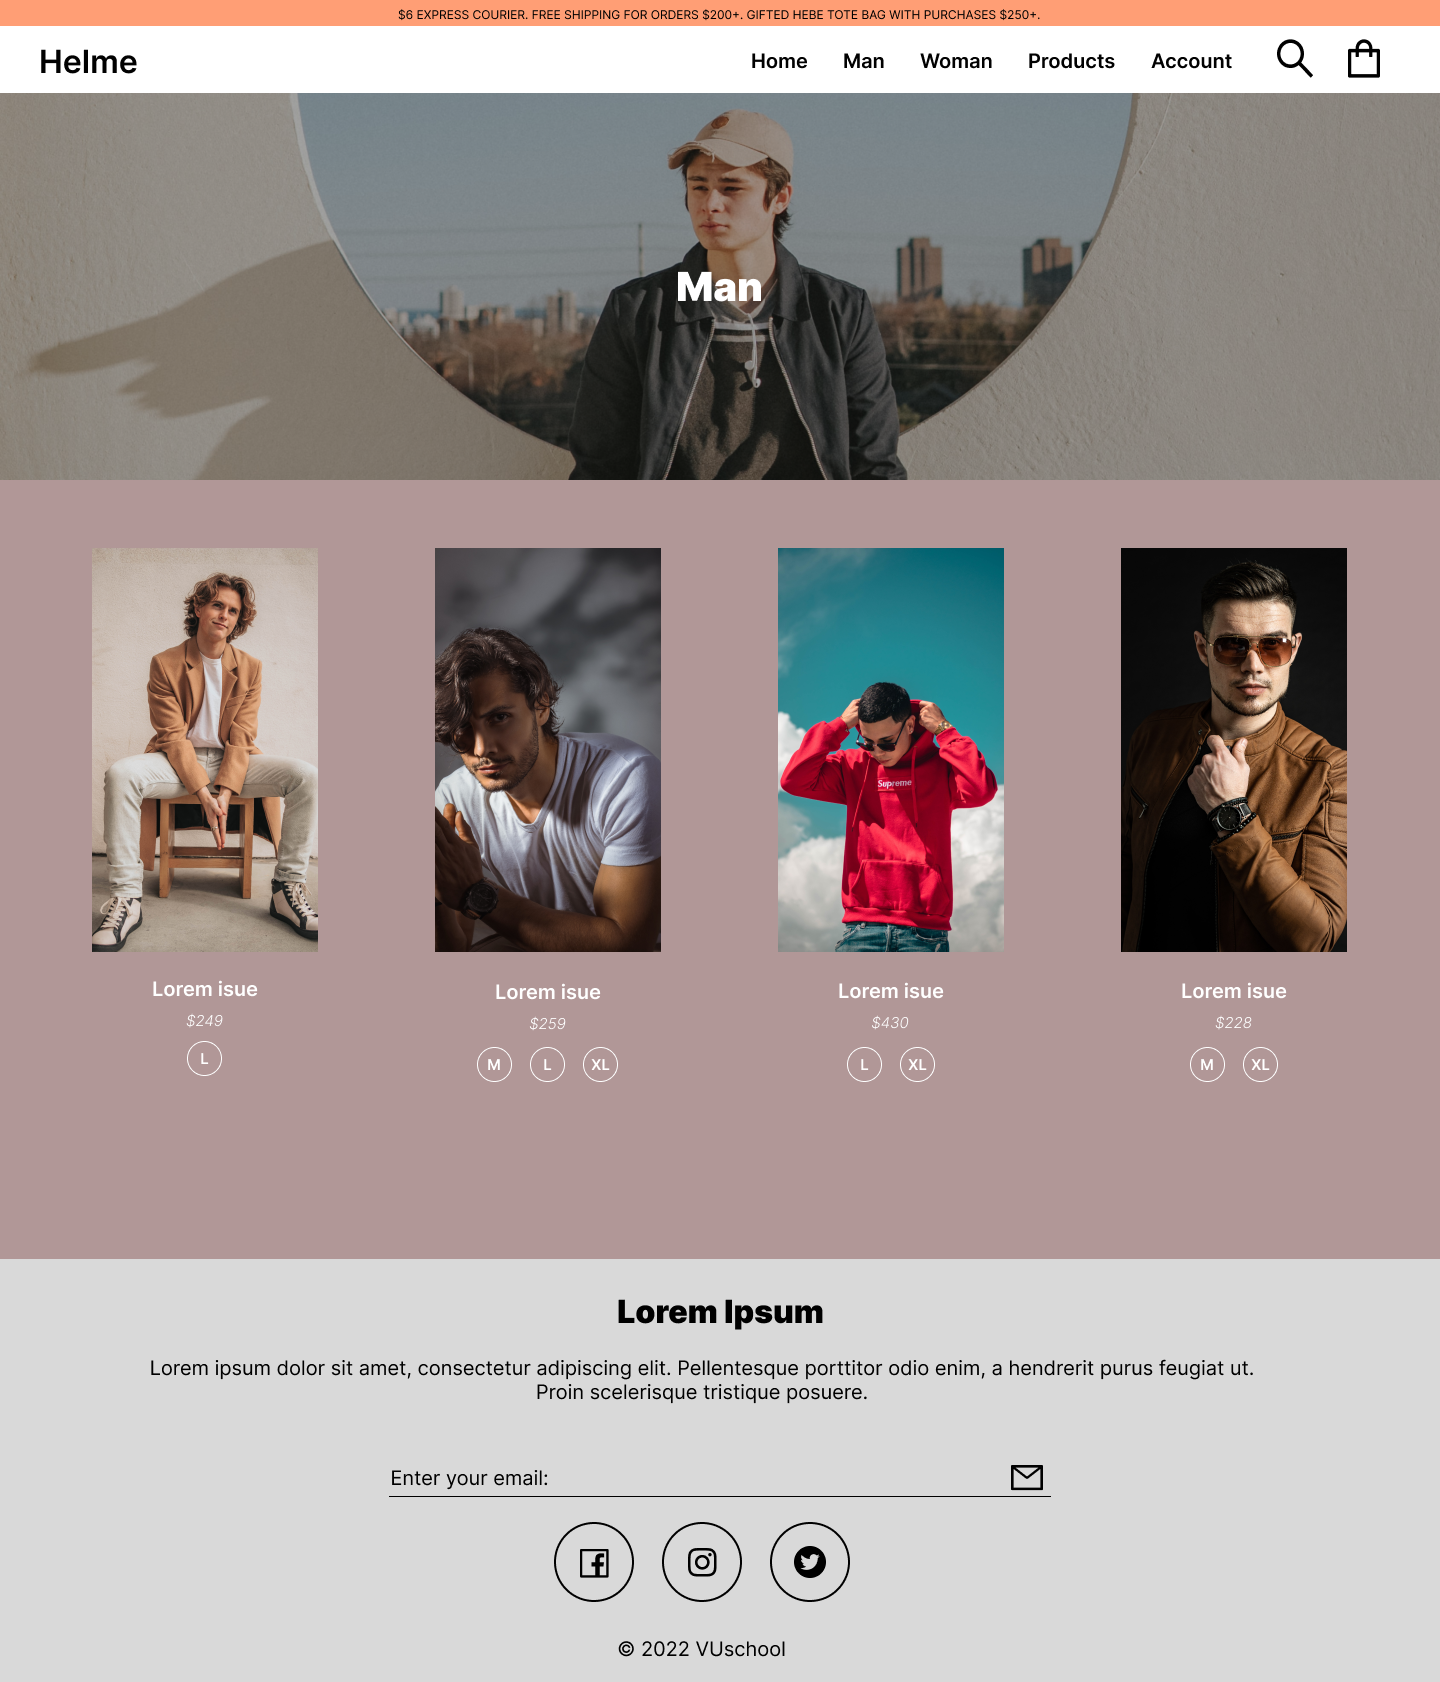 $6 EXPRESS COURIER. FREE SHIPPING FOR ORDERS $200+. GIFTED HEBE TOTE BAG WITH PURCHASES $250+.
Helme
Home Man Woman Products Account
Man
Supreme
Lorem isue
$249
L
Lorem isue
$259
M L XL
Lorem isue
$430
L XL
Lorem isue
$228
M XL
Lorem Ipsum
Lorem ipsum dolor sit amet, consectetur adipiscing elit. Pellentesque porttitor odio enim, a hendrerit purus feugiat ut.
Proin scelerisque tristique posuere.
Enter your email:
© 2022 VUschool